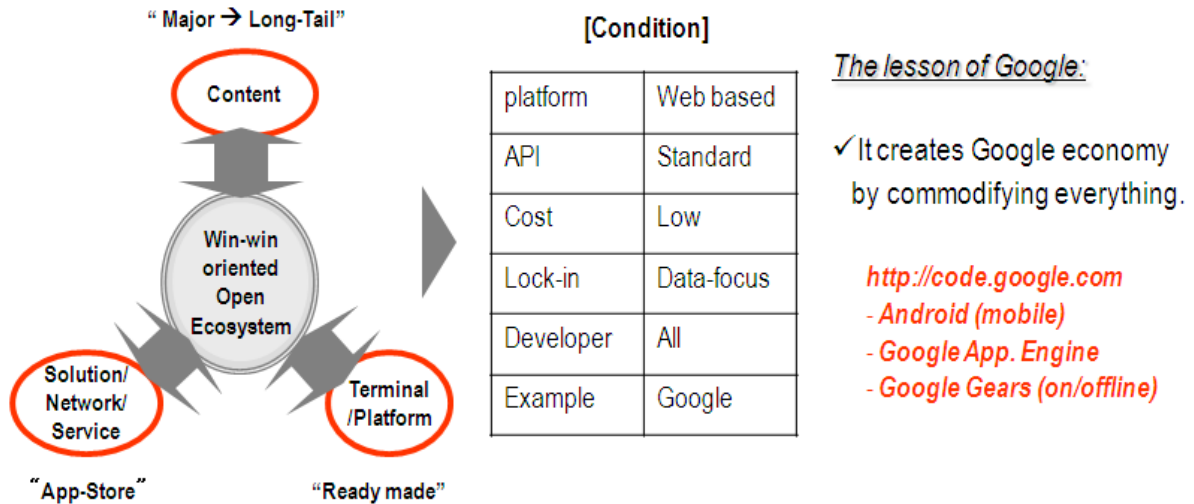 “ Major → Long-Tail”
Content
Win-win
oriented
Open
Ecosystem
Solution/
Network/
Service
Terminal
/Platform
“App-Store”
“Ready made”
[Condition]
platform Web based
API Standard
Cost Low
Lock-in Data-focus
Developer All
Example Google
The lesson of Google:
✓It creates Google economy
by commodifying everything.
http://code.google.com
- Android (mobile)
- Google App. Engine
- Google Gears (on/offline)